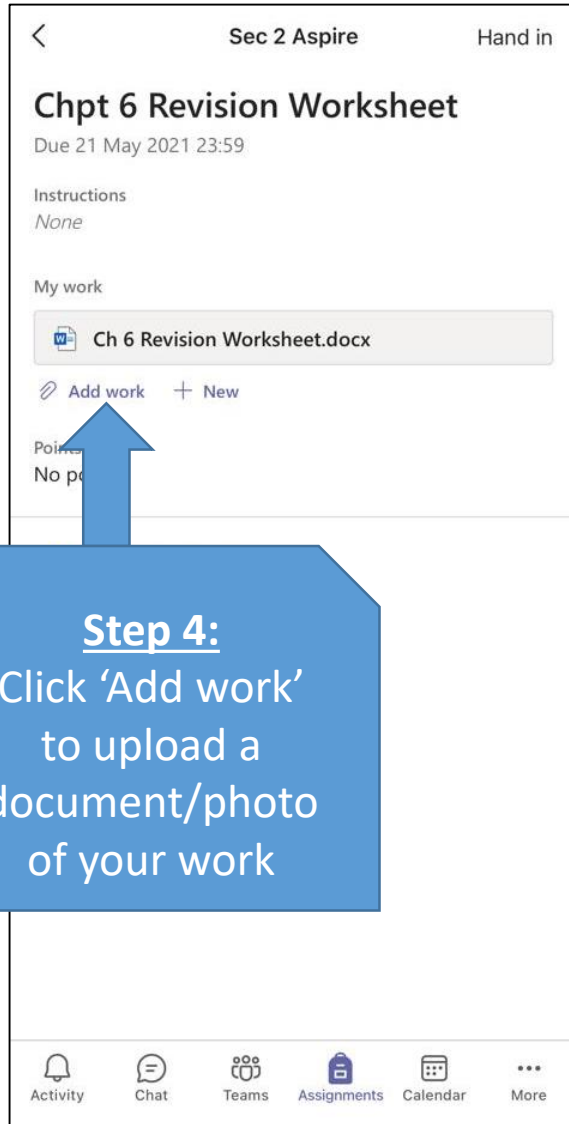 Sec 2 Aspire Hand in
Chpt 6 Revision Worksheet
Due 21 May 2021 23:59
Instructions
None
My work
Ch 6 Revision Worksheet.docx
Add work + New
No
Step 4:
Click ‘Add work’
to upload a
document/photo
of your work
Activity Chat Teams Assignments Calendar More